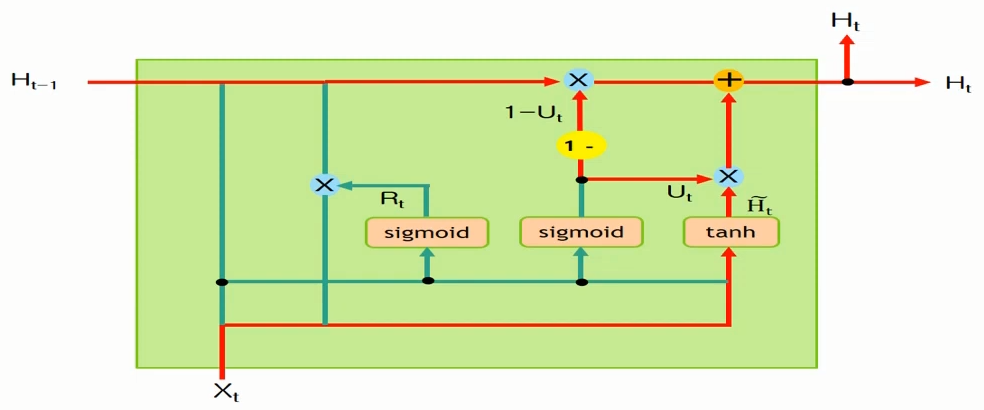 Hₜ
Hₜ₋₁
×
+
Hₜ
1−Uₜ
1 -
×
Rₜ
×
Uₜ
H̃ₜ
sigmoid
sigmoid
tanh
Xₜ